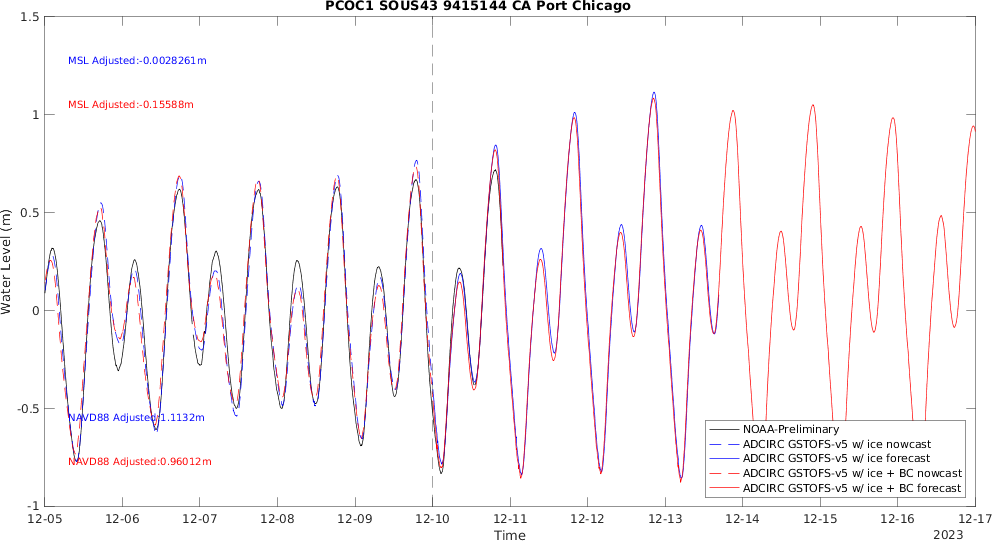 PCOC1 SOUS43 9415144 CA Port Chicago
1.5
1
0.5
0
-0.5
-1
Water Level (m)
MSL Adjusted:-0.0028261m
MSL Adjusted:-0.15588m
NAVD88 Adjusted:1.1132m
NAVD88 Adjusted:0.96012m
NOAA-Preliminary
ADCIRC GSTOFS-v5 w/ ice nowcast
ADCIRC GSTOFS-v5 w/ ice forecast
ADCIRC GSTOFS-v5 w/ ice + BC nowcast
ADCIRC GSTOFS-v5 w/ ice + BC forecast
12-05 12-06 12-07 12-08 12-09 12-10 12-11 12-12 12-13 12-14 12-15 12-16 12-17
Time
2023